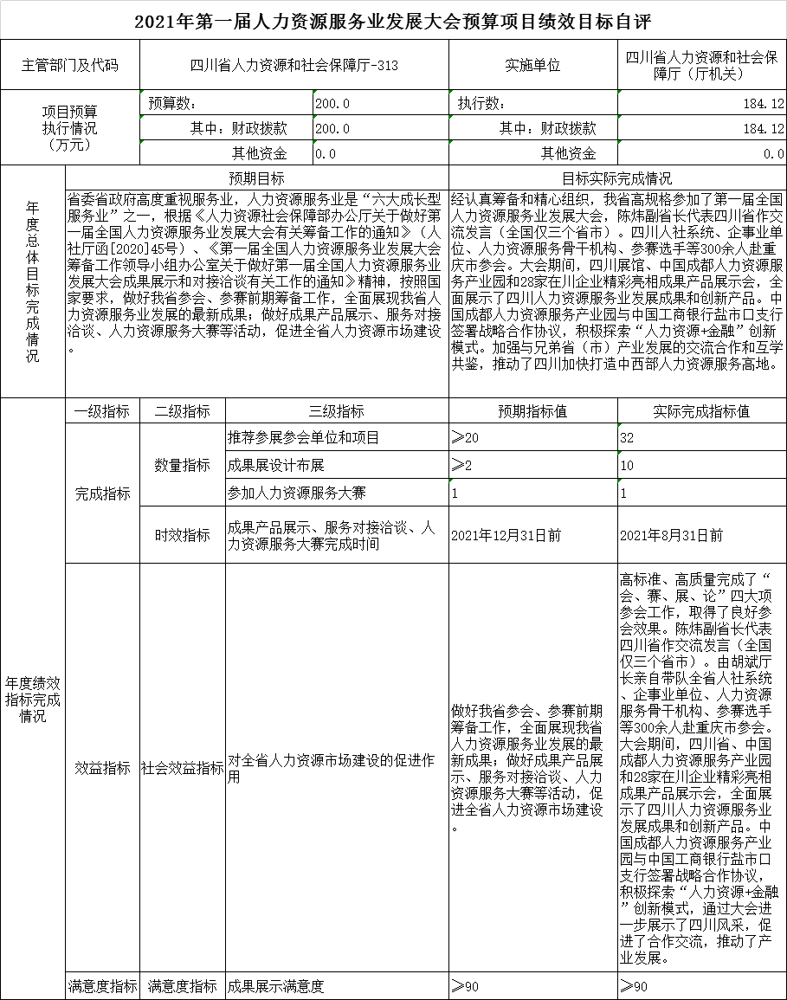 2021年第一届人力资源服务业发展大会预算项目绩效目标自评
主管部门及代码
四川省人力资源和社会保障厅-313
实施单位
四川省人力资源和社会保
障厅（厅机关）
项目预算
执行情况
（万元）
预算数：
200.0
执行数：
184.12
其中：财政拨款
200.0
其中：财政拨款
184.12
其他资金
0.0
其他资金
0.0
年度总体目标完成情况
预期目标
目标实际完成情况
省委省政府高度重视服务业，人力资源服务业是“六大成长型
服务业”之一，根据《人力资源社会保障部办公厅关于做好第
一届全国人力资源服务业发展大会有关筹备工作的通知》（人
社厅函[2020]45号）、《第一届全国人力资源服务业发展大会
筹备工作领导小组办公室关于做好第一届全国人力资源服务业
发展大会成果展示和对接洽谈有关工作的通知》精神，按照国
家要求，做好我省参会、参赛前期筹备工作，全面展现我省人
力资源服务业发展的最新成果；做好成果产品展示、服务对接
洽谈、人力资源服务大赛等活动，促进全省人力资源市场建设
。
经认真筹备和精心组织，我省高规格参加了第一届全国
人力资源服务业发展大会，陈炜副省长代表四川省作交
流发言（全国仅三个省市）。四川人社系统、企事业单
位、人力资源服务骨干机构、参赛选手等300余人赴重
庆市参会。大会期间，四川展馆、中国成都人力资源服
务产业园和28家在川企业精彩亮相成果产品展示会，全
面展示了四川人力资源服务业发展成果和创新产品。中
国成都人力资源服务产业园与中国工商银行盐市口支行
签署战略合作协议，积极探索“人力资源+金融”创新
模式。加强与兄弟省（市）产业发展的交流合作和互学
共鉴，推动了四川加快打造中西部人力资源服务高地。
年度绩效
指标完成
情况
一级指标
二级指标
三级指标
预期指标值
实际完成指标值
完成指标
数量指标
推荐参展参会单位和项目
≥20
32
成果展设计布展
≥2
10
参加人力资源服务大赛
1
1
时效指标
成果产品展示、服务对接洽谈、人
力资源服务大赛完成时间
2021年12月31日前
2021年8月31日前
效益指标
社会效益指标
对全省人力资源市场建设的促进作
用
做好我省参会、参赛前期
筹备工作，全面展现我省
人力资源服务业发展的最
新成果；做好成果产品展
示、服务对接洽谈、人力
资源服务大赛等活动，促
进全省人力资源市场建设
。
高标准、高质量完成了“
会、赛、展、论”四大项
参会工作，取得了良好参
会效果。陈炜副省长代表
四川省作交流发言（全国
仅三个省市）。由胡斌厅
长亲自带队全省人社系统
、企事业单位、人力资源
服务骨干机构、参赛选手
等300余人赴重庆市参会。
大会期间，四川省、中国
成都人力资源服务产业园
和28家在川企业精彩亮相
成果产品展示会，全面展
示了四川人力资源服务业
发展成果和创新产品。中
国成都人力资源服务产业
园与中国工商银行盐市口
支行签署战略合作协议，
积极探索“人力资源+金融
”创新模式，通过大会进
一步展示了四川风采，促
进了合作交流，推动了产
业发展。
满意度指标
满意度指标
成果展示满意度
≥90
≥90